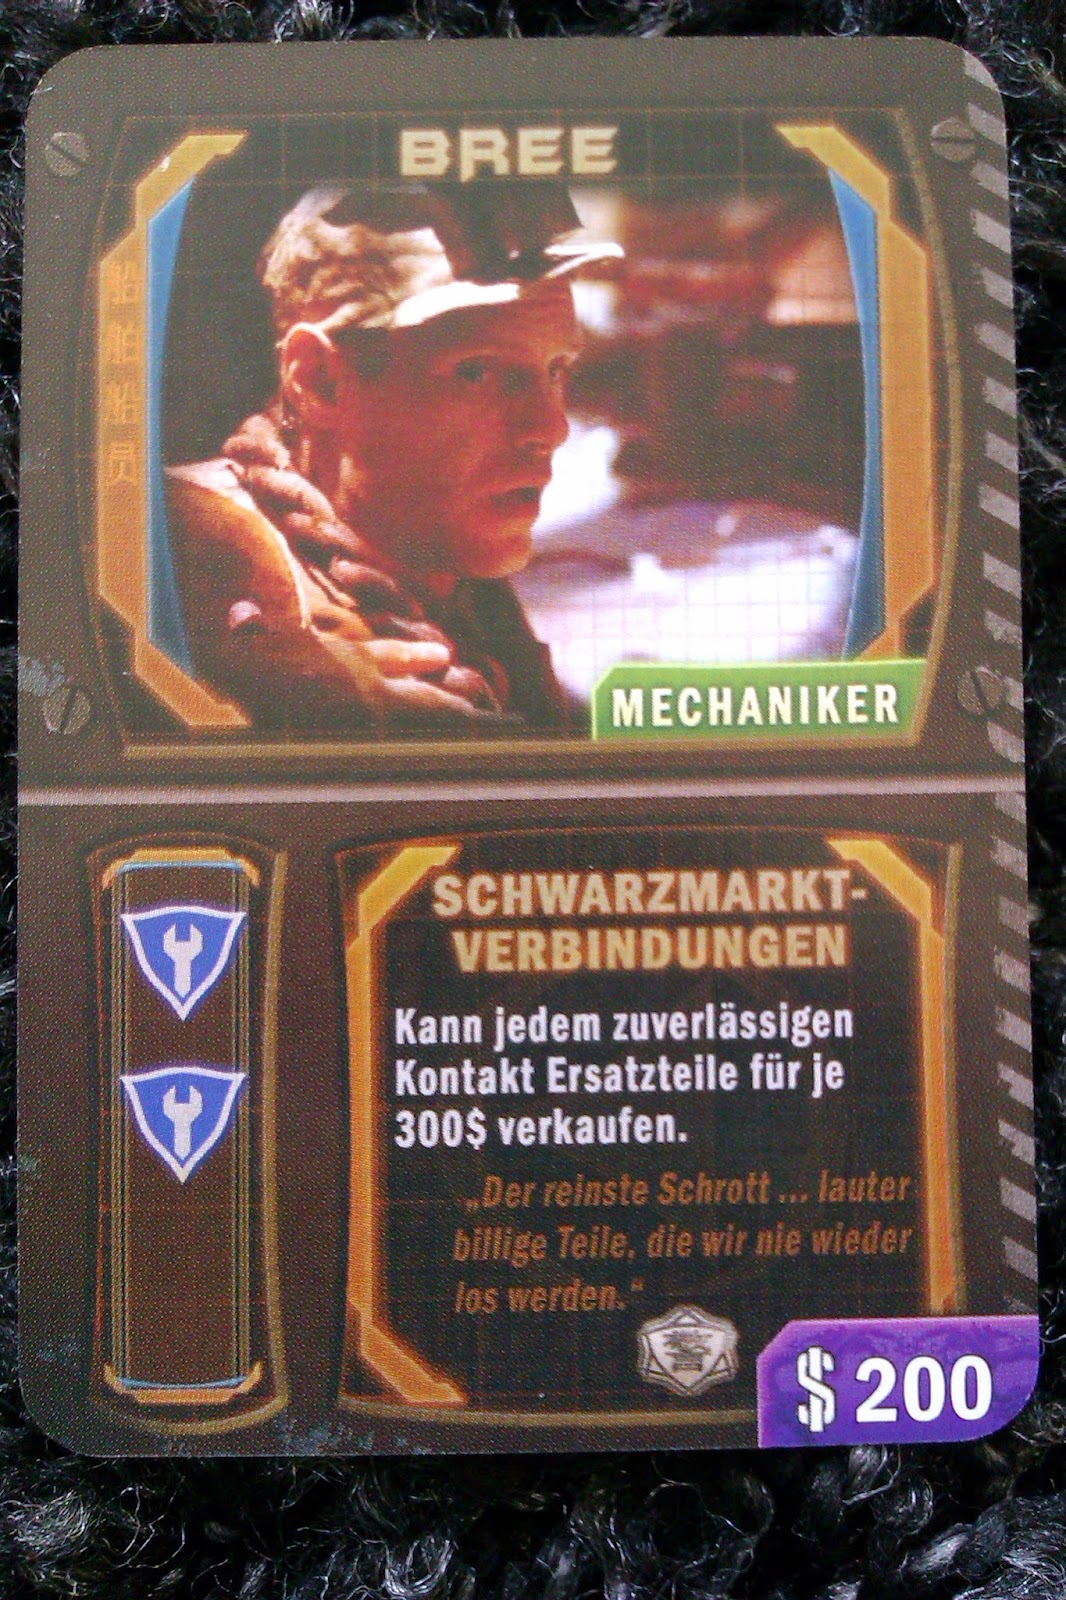 BREE
MECHANIKER
SCHWARZMARKT-
VERBINDUNGEN
Kann jedem zuverlässigen
Kontakt Ersatzteile für je
300$ verkaufen.
„Der reinste Schrott ... lauter
billige Teile, die wir nie wieder
los werden.“
$ 200